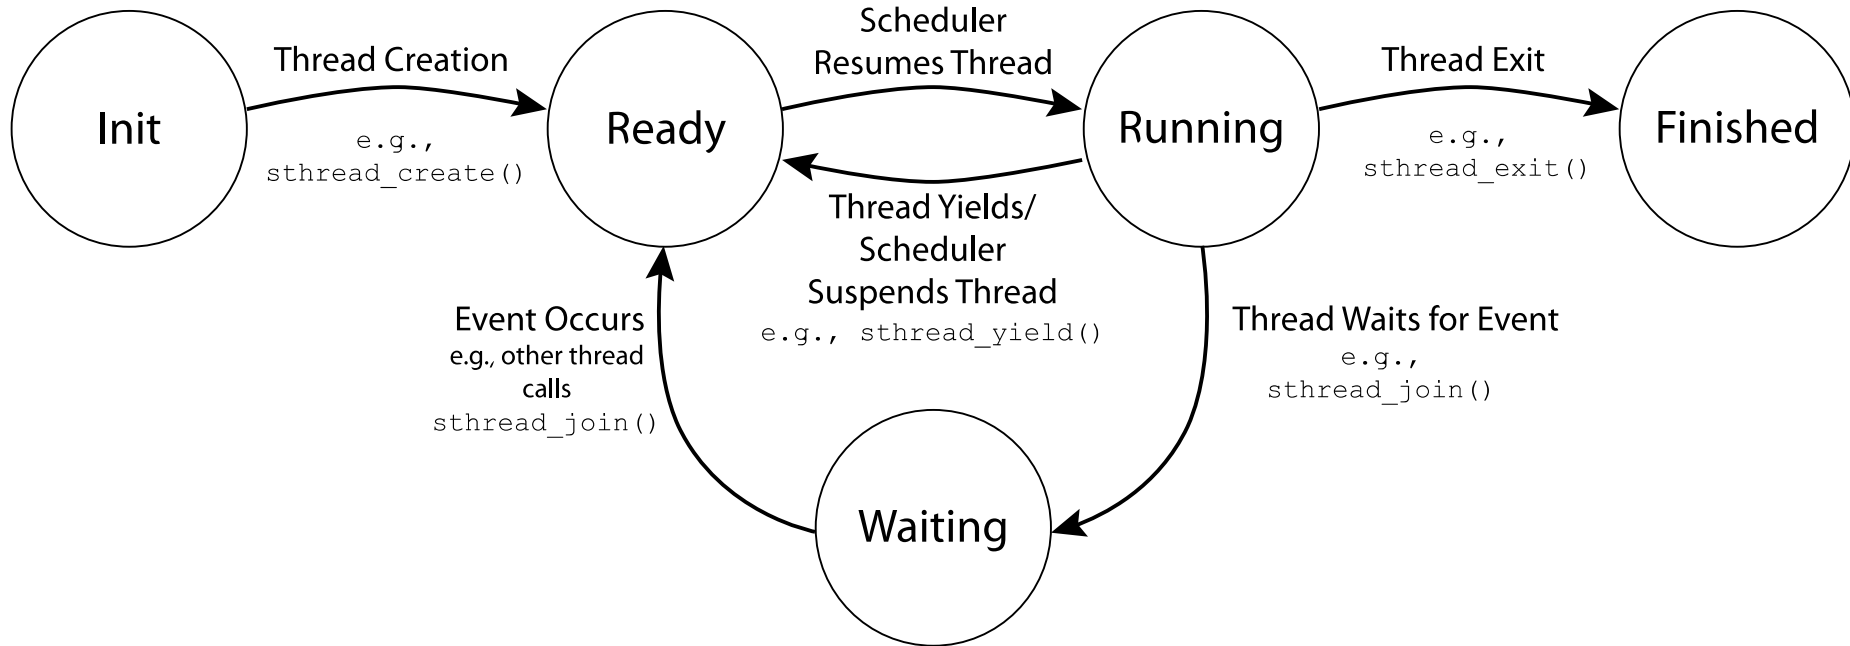 Init
Thread Creation
e.g.,
sthread_create()
Ready
Scheduler
Resumes Thread
Running
Thread Exit
e.g.,
sthread_exit()
Finished
Thread Yields/
Scheduler
Suspends Thread
e.g., sthread_yield()
Event Occurs
e.g., other thread
calls
sthread_join()
Thread Waits for Event
e.g.,
sthread_join()
Waiting